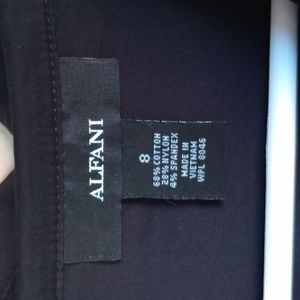 ALFANI
8
68% COTTON
28% NYLON
4% SPANDEX
MADE IN
VIETNAM
WPL 8046